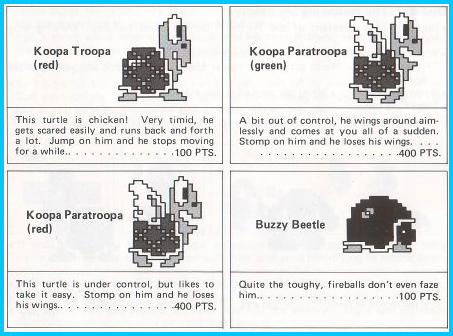 Koopa Troopa
(red)
This turtle is chicken! Very timid, he
gets scared easily and runs back and forth
a lot. Jump on him and he stops moving
for a while.. . . . . . . . . . . . . .100 PTS.
Koopa Paratroopa
(green)
A bit out of control, he wings around aim-
lessly and comes at you all of a sudden.
Stomp on him and he loses his wings. . . .
. . . . . . . . . . . . . . . . . .400 PTS.
Koopa Paratroopa
(red)
This turtle is under control, but likes to
take it easy. Stomp on him and he loses
his wings.. . . . . . . . . . . . . . .400 PTS.
Buzzy Beetle
Quite the toughy, fireballs don't even faze
him.. . . . . . . . . . . . . . . . . .100 PTS.